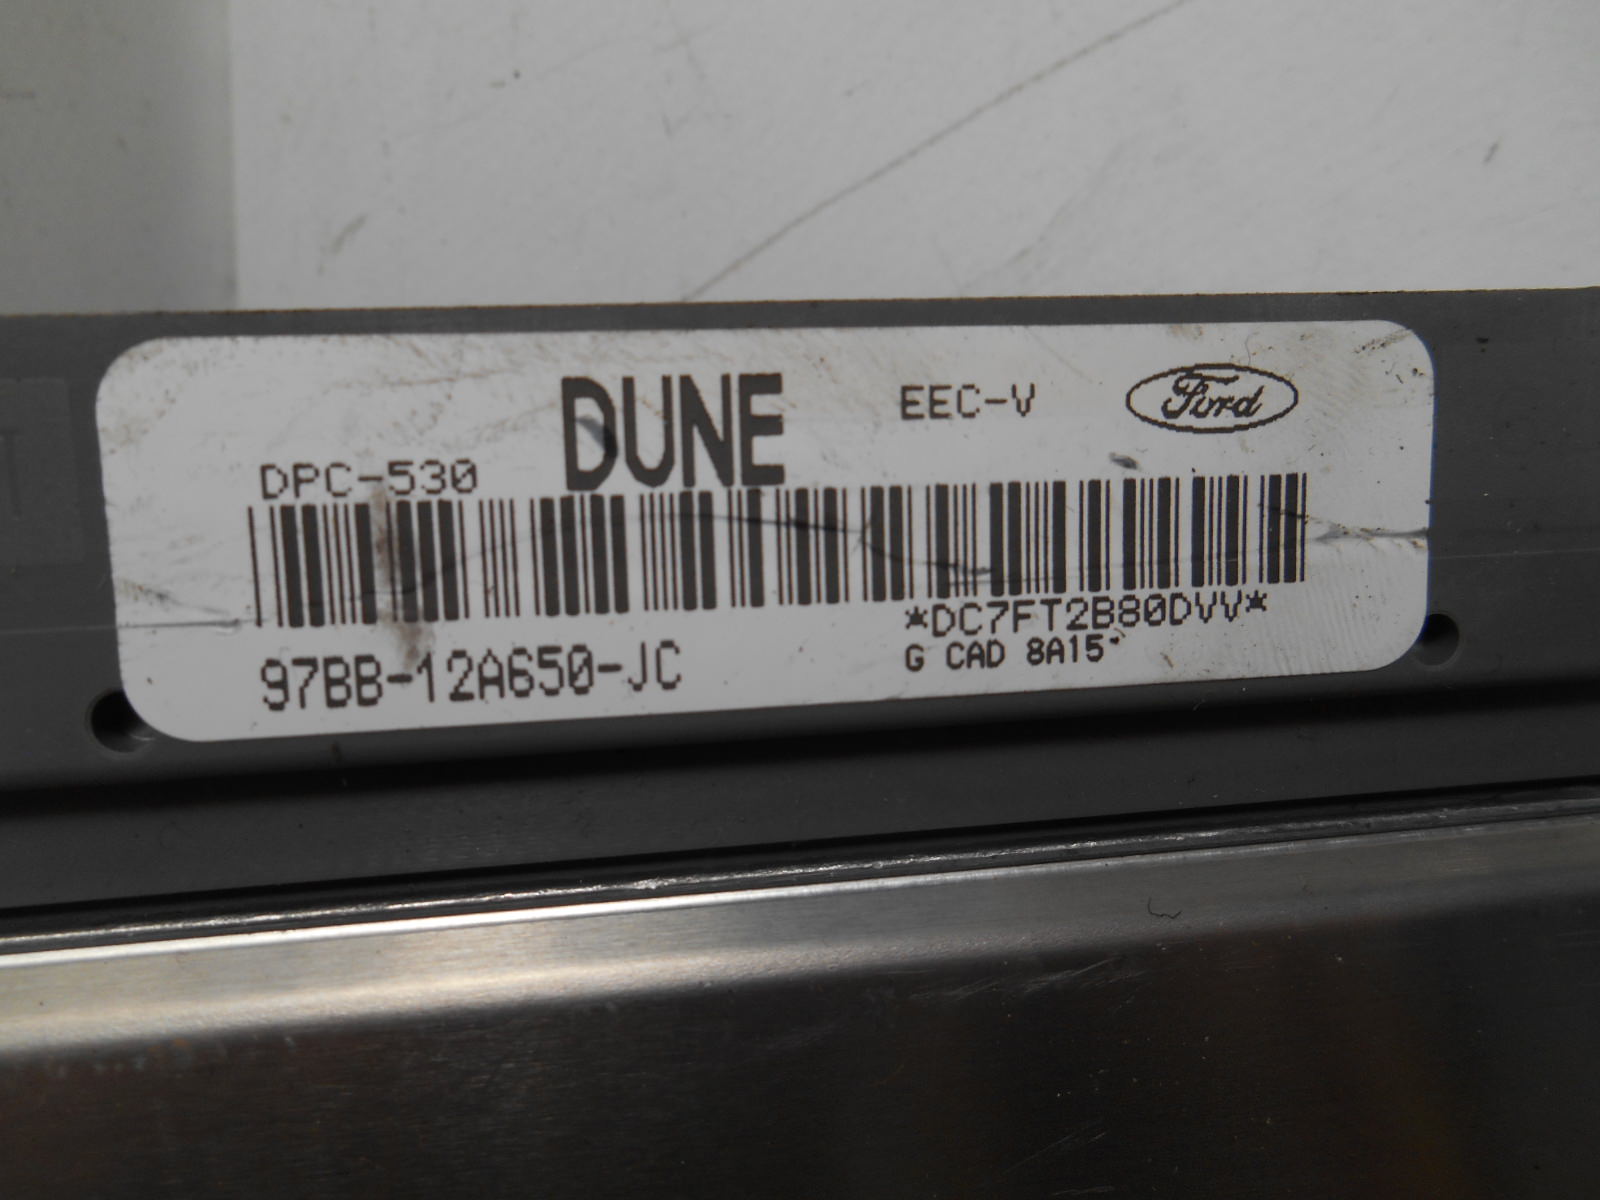 DUNE EEC-V Ford
DPC-530
*DC7FT2B80DVV*
97BB-12A650-JC G CAD 8A15